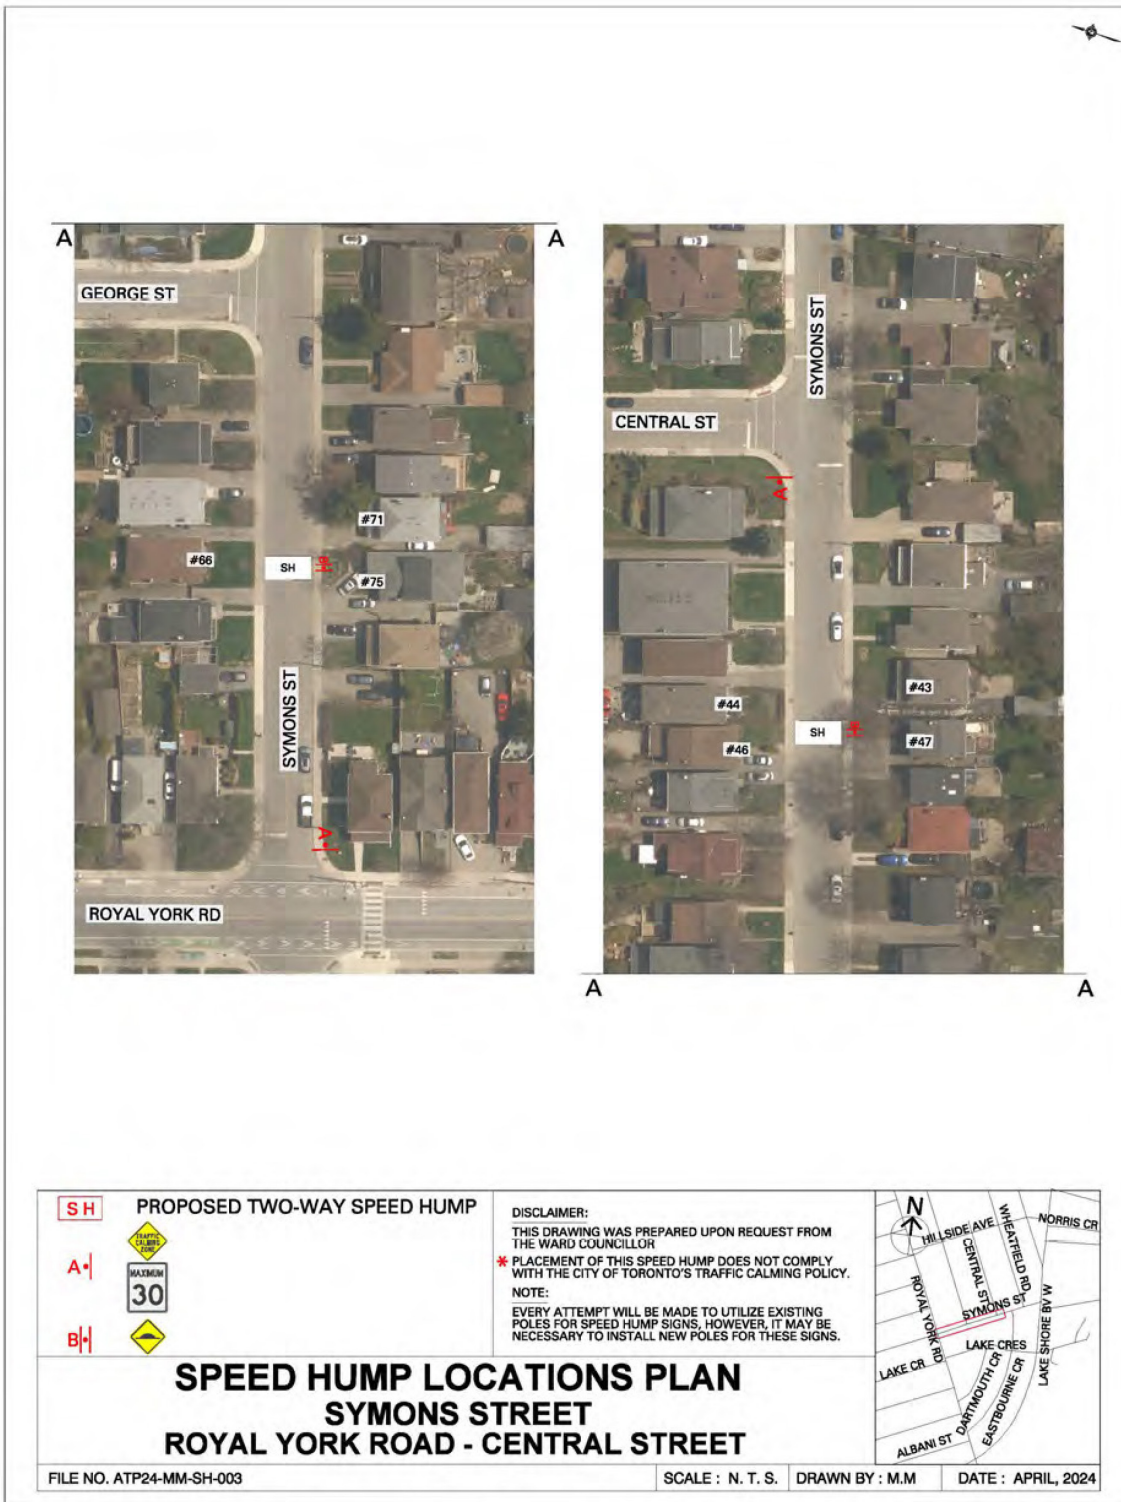 A
A
GEORGE ST
#71
#66
SH
B
#75
SYMONS ST
A
ROYAL YORK RD
SYMONS ST
CENTRAL ST
A
#43
#44
SH
#47
#46
A
A
SH
PROPOSED TWO-WAY SPEED HUMP
TRAFFIC
CALMING
ZONE
A
MAXIMUM
30
B
DISCLAIMER:
THIS DRAWING WAS PREPARED UPON REQUEST FROM
THE WARD COUNCILLOR
* PLACEMENT OF THIS SPEED HUMP DOES NOT COMPLY
WITH THE CITY OF TORONTO'S TRAFFIC CALMING POLICY.
NOTE:
EVERY ATTEMPT WILL BE MADE TO UTILIZE EXISTING
POLES FOR SPEED HUMP SIGNS, HOWEVER, IT MAY BE
NECESSARY TO INSTALL NEW POLES FOR THESE SIGNS.
N
HILLSIDE AVE
CENTRAL ST
WHEATFIELD RD
NORRIS CR
ROYAL YORK RD
SYMONS ST
LAKE SHORE BV W
LAKE CRES
LAKE CR
DARTMOUTH CR
EASTBOURNE CR
ALBANI ST
SPEED HUMP LOCATIONS PLAN
SYMONS STREET
ROYAL YORK ROAD - CENTRAL STREET
FILE NO. ATP24-MM-SH-003
SCALE : N. T. S.
DRAWN BY : M.M
DATE : APRIL, 2024